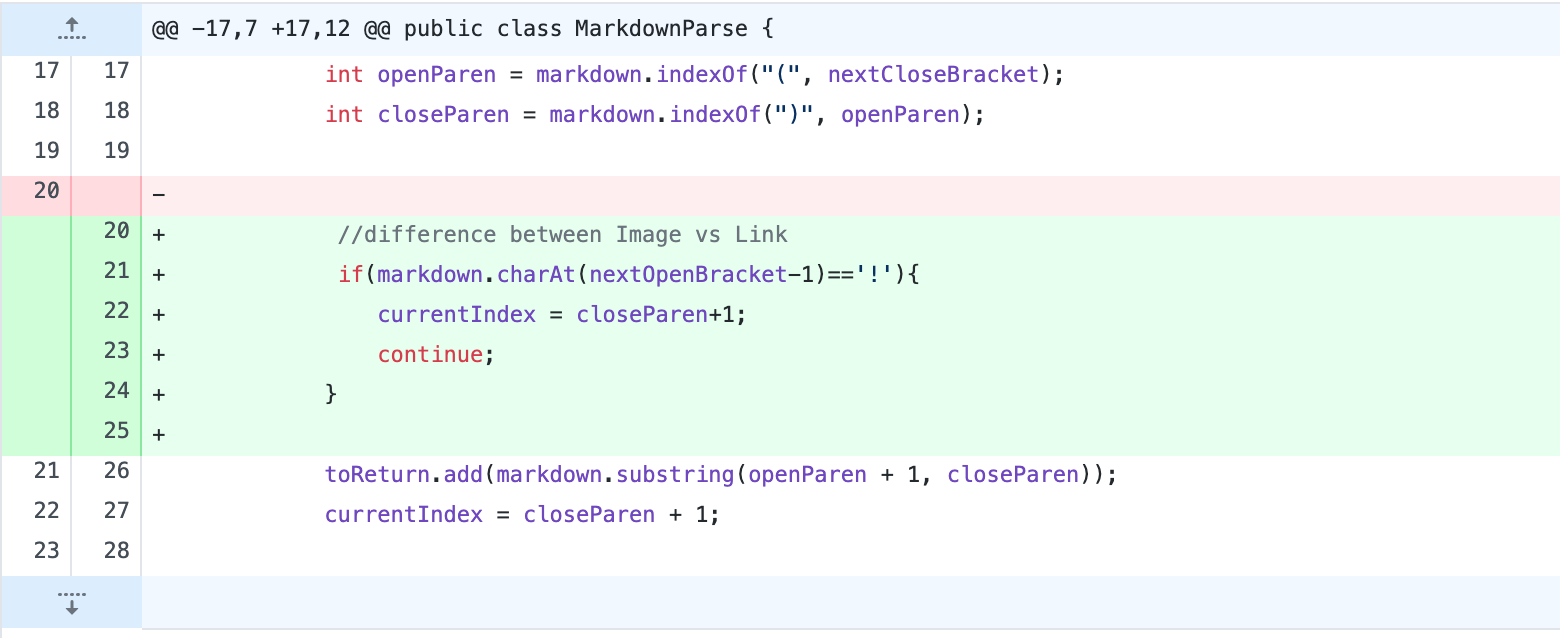 @@ -17,7 +17,12 @@ public class MarkdownParse {
17 17 int openParen = markdown.indexOf("(", nextCloseBracket);
18 18 int closeParen = markdown.indexOf(")", openParen);
19 19
20 -
20 + //difference between Image vs Link
21 + if(markdown.charAt(nextOpenBracket-1)=='!'){
22 + currentIndex = closeParen+1;
23 + continue;
24 + }
25 +
21 26 toReturn.add(markdown.substring(openParen + 1, closeParen));
22 27 currentIndex = closeParen + 1;
23 28